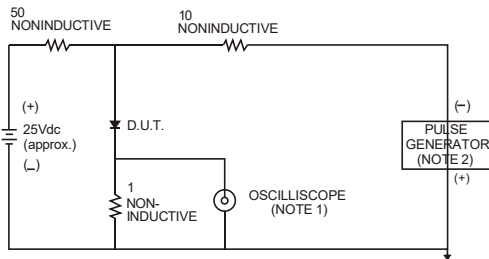 50
NONINDUCTIVE
10
NONINDUCTIVE
(+)
25Vdc
(approx.)
(–)
D.U.T.
1
NON-
INDUCTIVE
OSCILLISCOPE
(NOTE 1)
(–)
PULSE
GENERATOR
(NOTE 2)
(+)